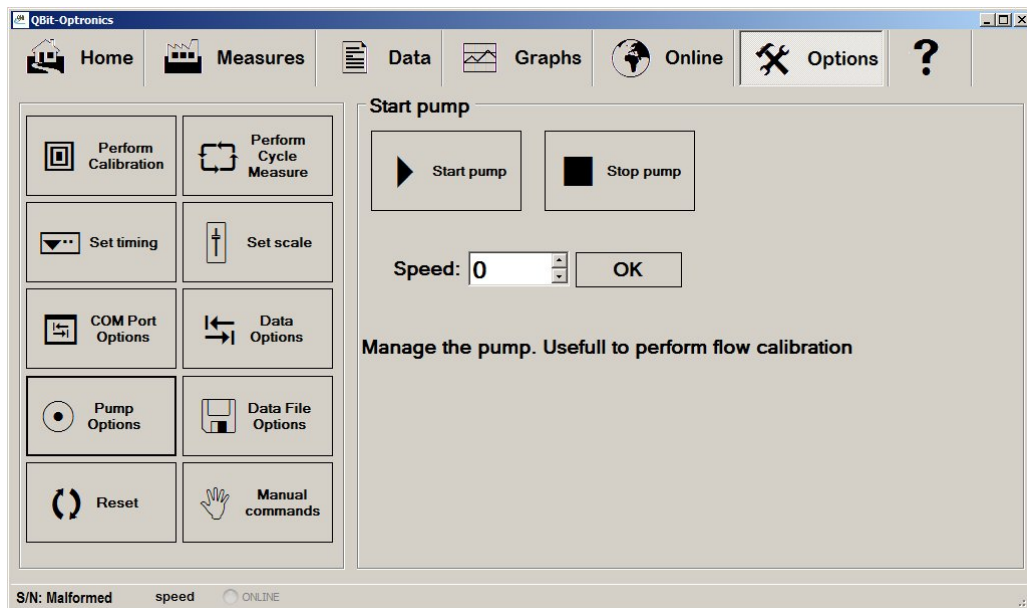 QBit-Optronics
Home
Measures
Data
Graphs
Online
Options
?
Perform
Calibration
Perform
Cycle
Measure
Set timing
Set scale
COM Port
Options
Data
Options
Pump
Options
Data File
Options
Reset
Manual
commands
Start pump
Start pump
Stop pump
Speed: 0
OK
Manage the pump. Usefull to perform flow calibration
S/N: Malformed
speed
ONLINE